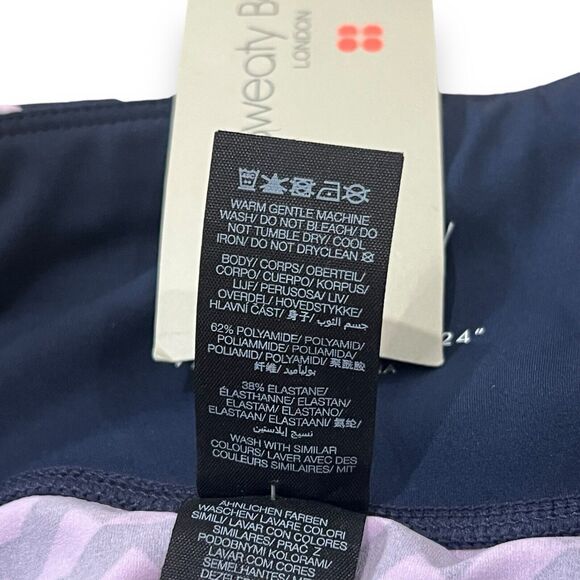 weaty B
LONDON
WARM GENTLE MACHINE
WASH/ DO NOT BLEACH/ DO
NOT TUMBLE DRY/ COOL
IRON/ DO NOT DRYCLEAN
BODY/ CORPS/ OBERTEIL/
CORPO/ CUERPO/ KORPUS/
LIJF/ PERUSOSA/ LIV/
OVERDEL/ HOVEDSTYKKE/
HLAVNÍ ČÁST/ 身子/ جسم الثوب
62% POLYAMIDE/ POLYAMID/
POLIAMMIDE/ POLIAMIDA/
POLIAMID/ POLYAMIDI/ 聚酰胺
纤维/ بوليأميد
38% ELASTANE/
ÉLASTHANNE/ ELASTAN/
ELASTAM/ ELASTANO/
ELASTAAN/ ELASTAANI/ 氨纶/
نسيج إيلاستين
WASH WITH SIMILAR
COLOURS/ LAVER AVEC DES
COULEURS SIMILAIRES/ MIT
24"
ÄHNLICHEN FARBEN
WASCHEN/ LAVARE COLORI
SIMILI/ LAVAR CON COLORES
SIMILARES/ PRAĆ Z
PODOBNYMI KOLORAMI/
LAVAR COM CORES
SEMELHANTES/ MET